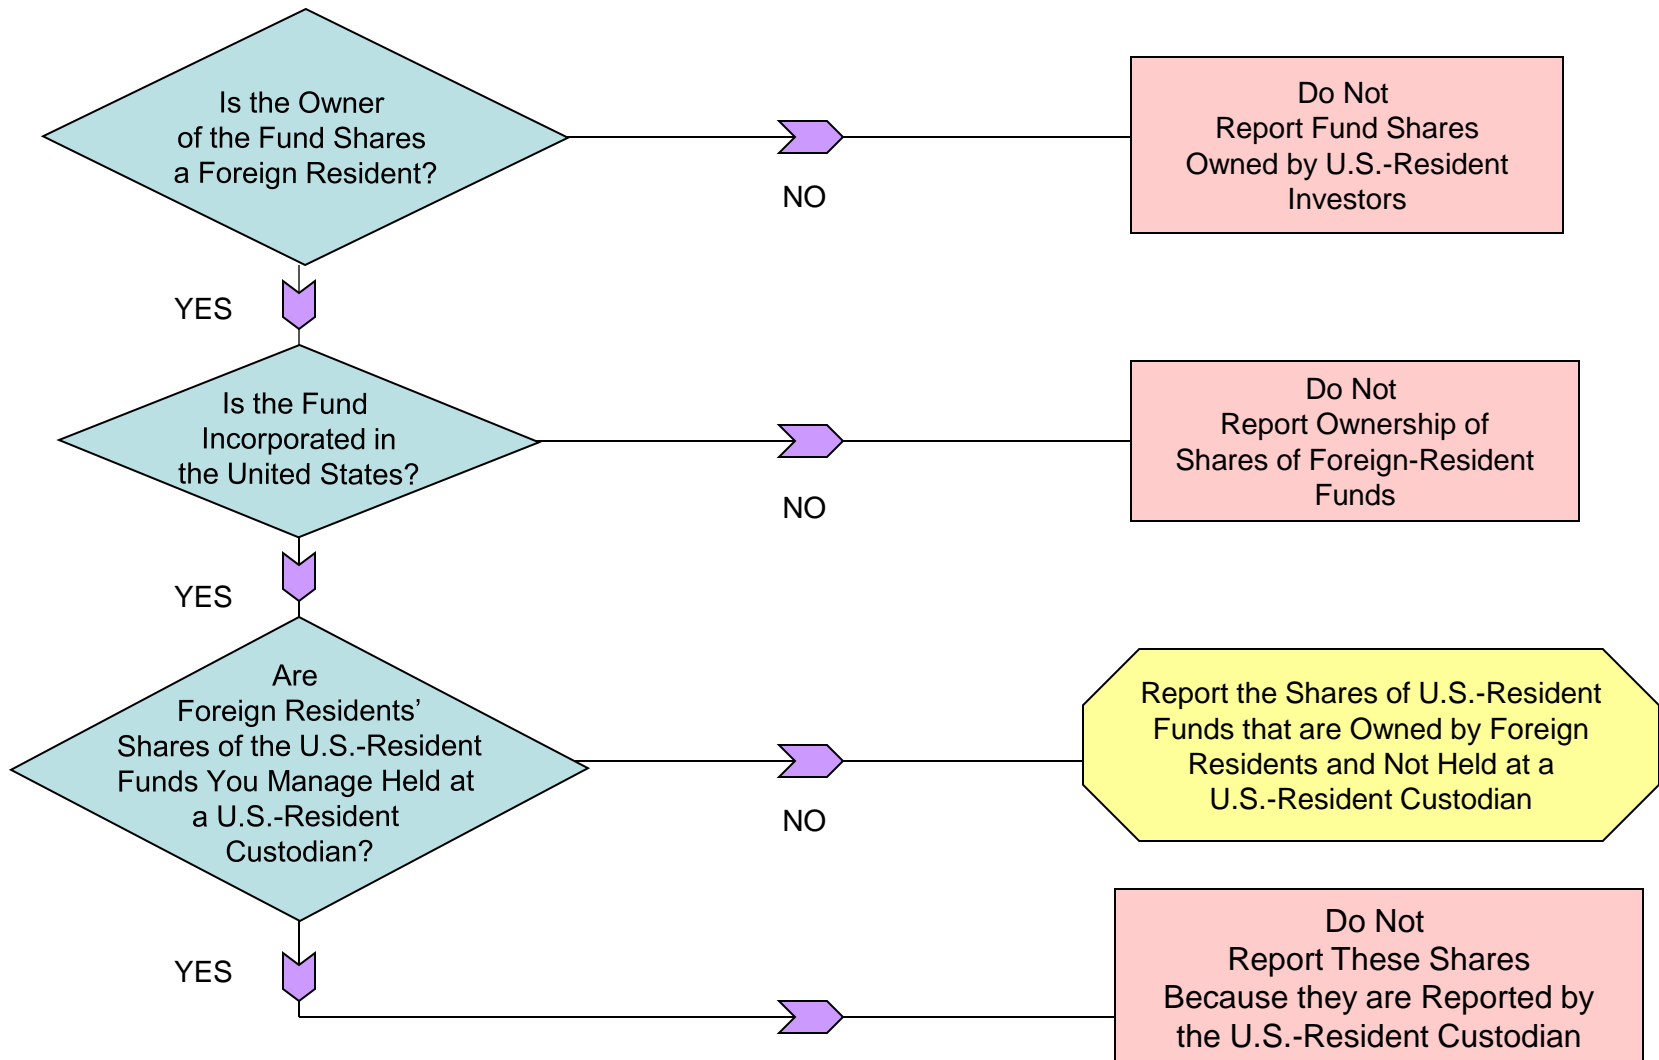 Is the Owner
of the Fund Shares
a Foreign Resident?
NO
Do Not
Report Fund Shares
Owned by U.S.-Resident
Investors
YES
Is the Fund
Incorporated in
the United States?
NO
Do Not
Report Ownership of
Shares of Foreign-Resident
Funds
YES
Are
Foreign Residents’
Shares of the U.S.-Resident
Funds You Manage Held at
a U.S.-Resident
Custodian?
NO
Report the Shares of U.S.-Resident
Funds that are Owned by Foreign
Residents and Not Held at a
U.S.-Resident Custodian
YES
Do Not
Report These Shares
Because they are Reported by
the U.S.-Resident Custodian